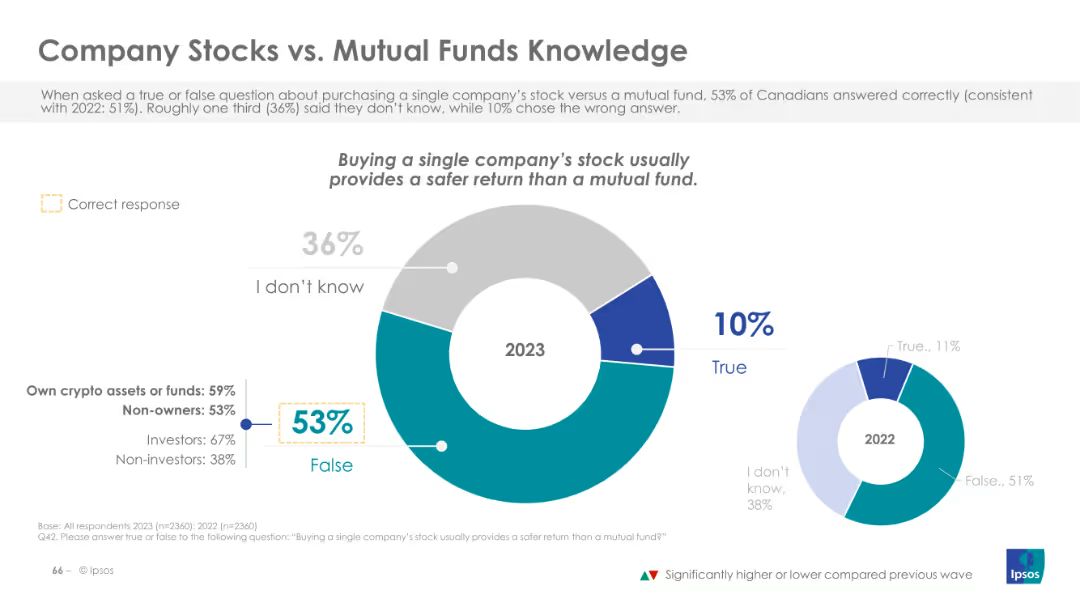 Company Stocks vs. Mutual Funds Knowledge
When asked a true or false question about purchasing a single company's stock versus a mutual fund, 53% of Canadians answered correctly (consistent
with 2022: 51%). Roughly one third (36%) said they don't know, while 10% chose the wrong answer.
Buying a single company's stock usually
provides a safer return than a mutual fund.
Correct response
36%
I don't know
2023
10%
True
Own crypto assets or funds: 59%
Non-owners: 53%
Investors: 67%
Non-investors: 38%
53%
False
True., 11%
2022
I don't
know,
38%
False., 51%
Base: All respondents 2023 (n=2360); 2022 (n=2360)
Q42. Please answer true or false to the following question: "Buying a single company's stock usually provides a safer return than a mutual fund?"
66 – © Ipsos
Significantly higher or lower compared previous wave
Ipsos